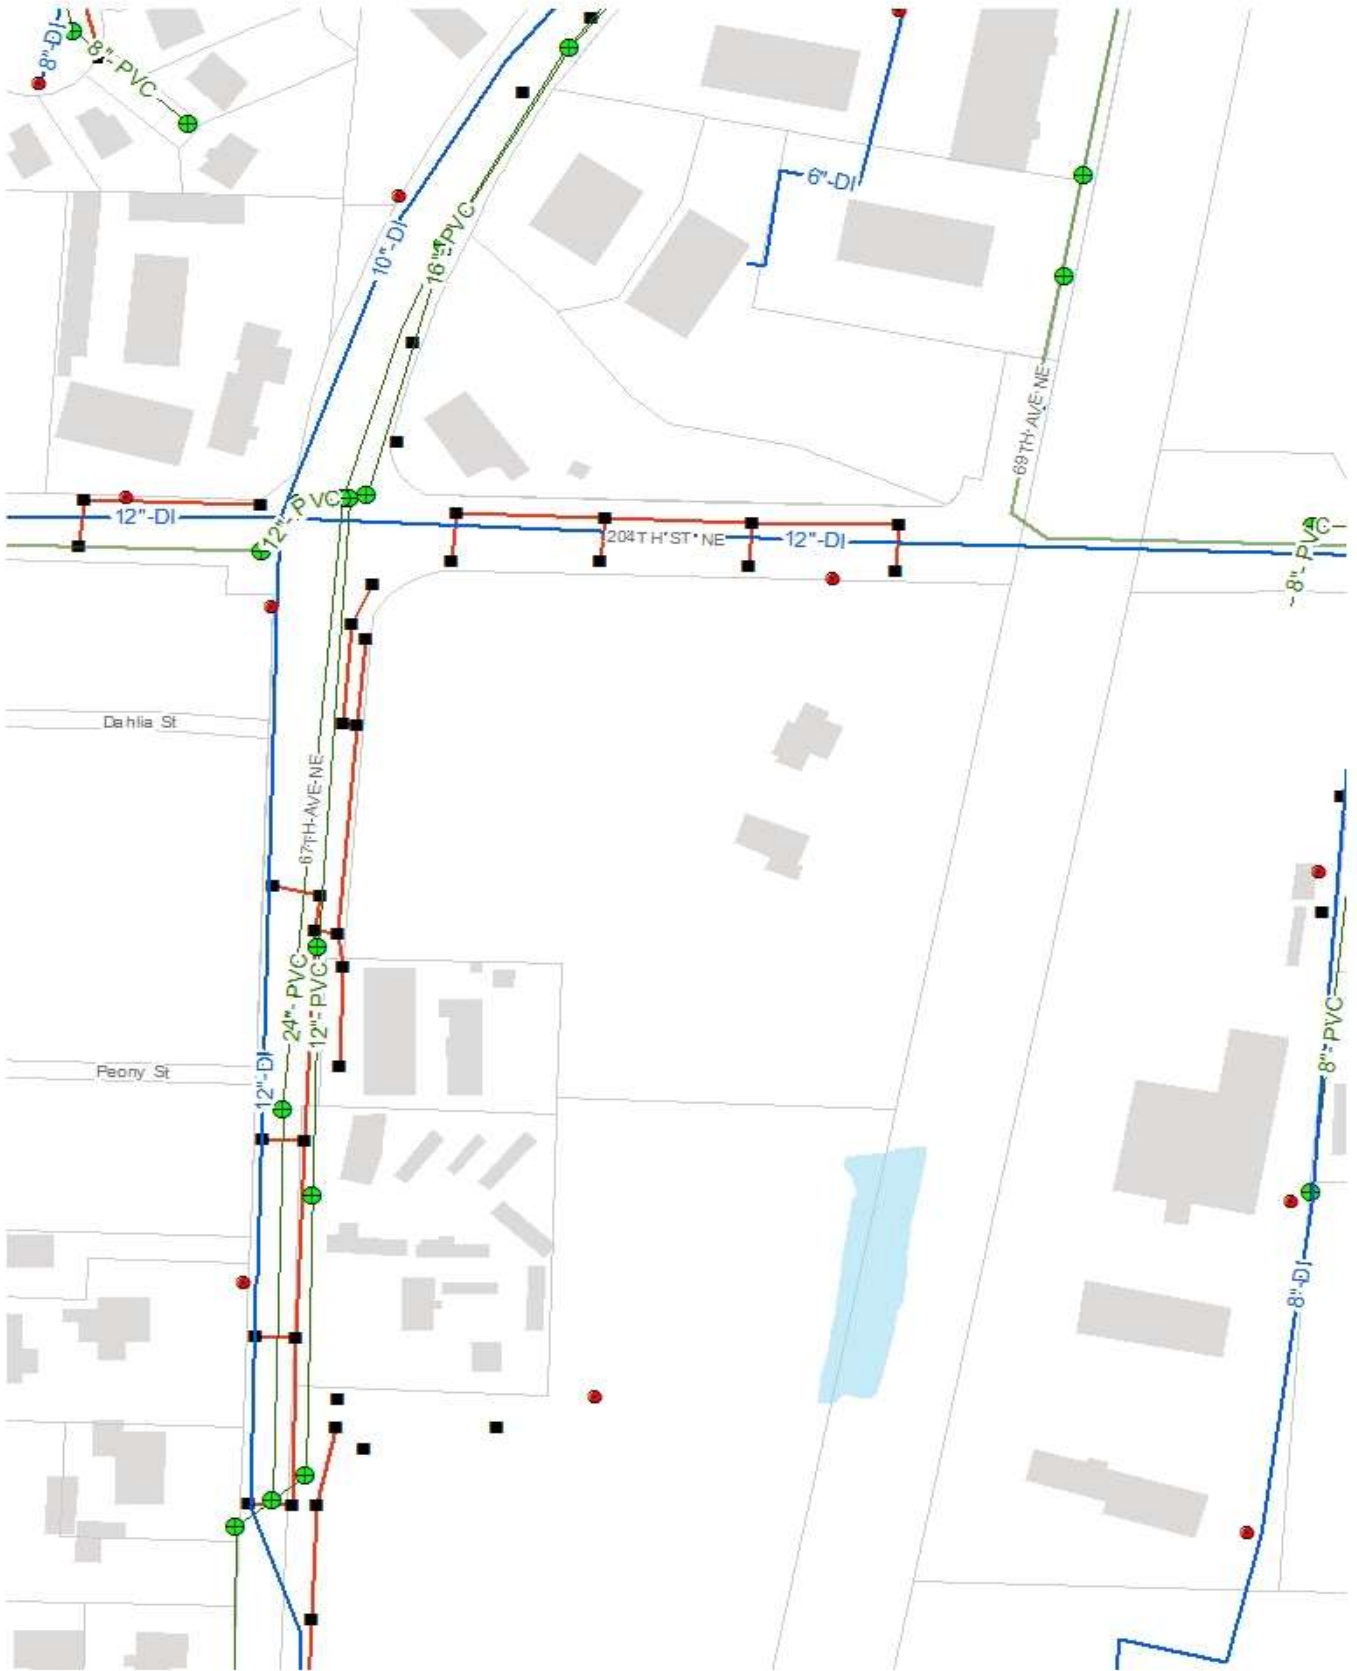 8"-DI
8"-PVC
6"-DI
10"-DI
16"-PVC
69TH AVE NE
12"-DI
12"-PVC
204TH ST NE
12"-DI
8"-PVC
Dahlia St
67TH AVE NE
24"-PVC
12"-PVC
12"-DI
Peony St
8"-PVC
8"-DI